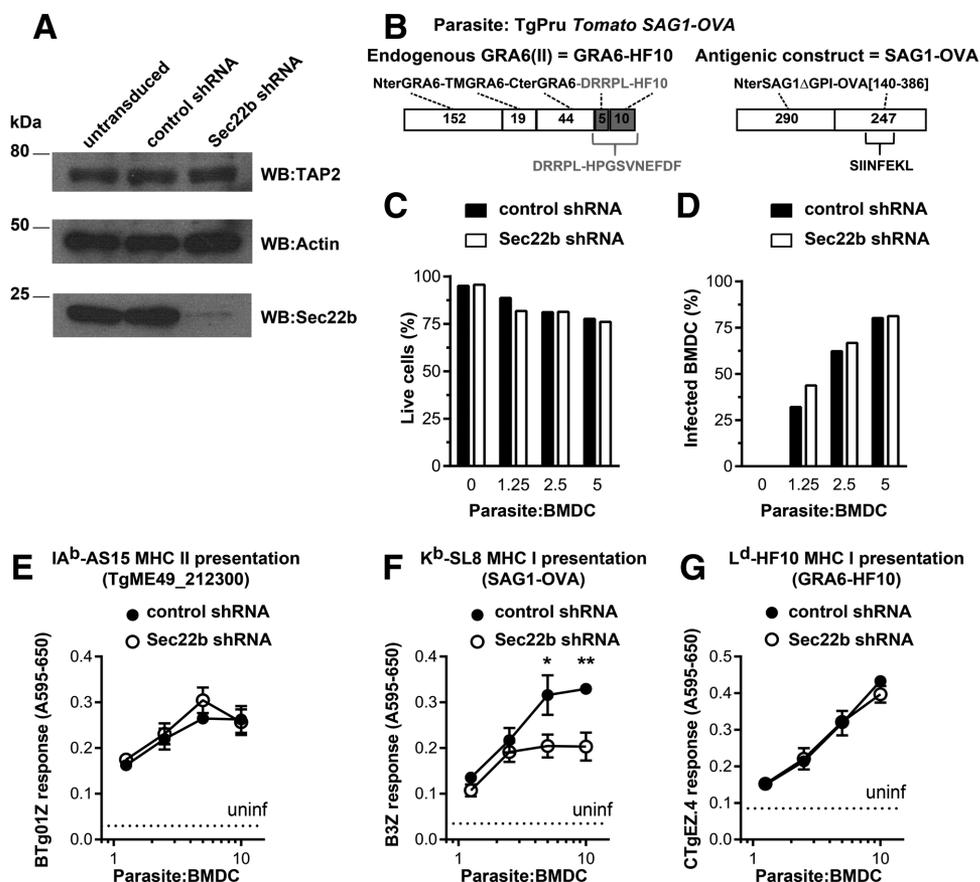 A
untransduced
control shRNA
Sec22b shRNA
kDa
80
WB:TAP2
50
WB:Actin
25
WB:Sec22b
B
Parasite: TgPru Tomato SAG1-OVA
Endogenous GRA6(II) = GRA6-HF10
NterGRA6-TMGRA6-CterGRA6-DRRPL-HF10
152 19 44 5 10
DRRPL-HPGSVNEFDF
Antigenic construct = SAG1-OVA
NterSAG1ΔGPI-OVA[140-386]
290 247
SIINFEKL
C
control shRNA
Sec22b shRNA
Live cells (%)
100
75
50
25
0
0 1.25 2.5 5
Parasite:BMDC
D
control shRNA
Sec22b shRNA
Infected BMDC (%)
100
75
50
25
0
0 1.25 2.5 5
Parasite:BMDC
E
IAb-AS15 MHC II presentation
(TgME49_212300)
control shRNA
Sec22b shRNA
BTg01Z response (A595-650)
0.4
0.3
0.2
0.1
0.0
uninf
1 10
Parasite:BMDC
F
Kb-SL8 MHC I presentation
(SAG1-OVA)
control shRNA
Sec22b shRNA
B3Z response (A595-650)
0.4
0.3
0.2
0.1
0.0
* **
uninf
1 10
Parasite:BMDC
G
Ld-HF10 MHC I presentation
(GRA6-HF10)
control shRNA
Sec22b shRNA
CTgEZ.4 response (A595-650)
0.5
0.4
0.3
0.2
0.1
0.0
uninf
1 10
Parasite:BMDC